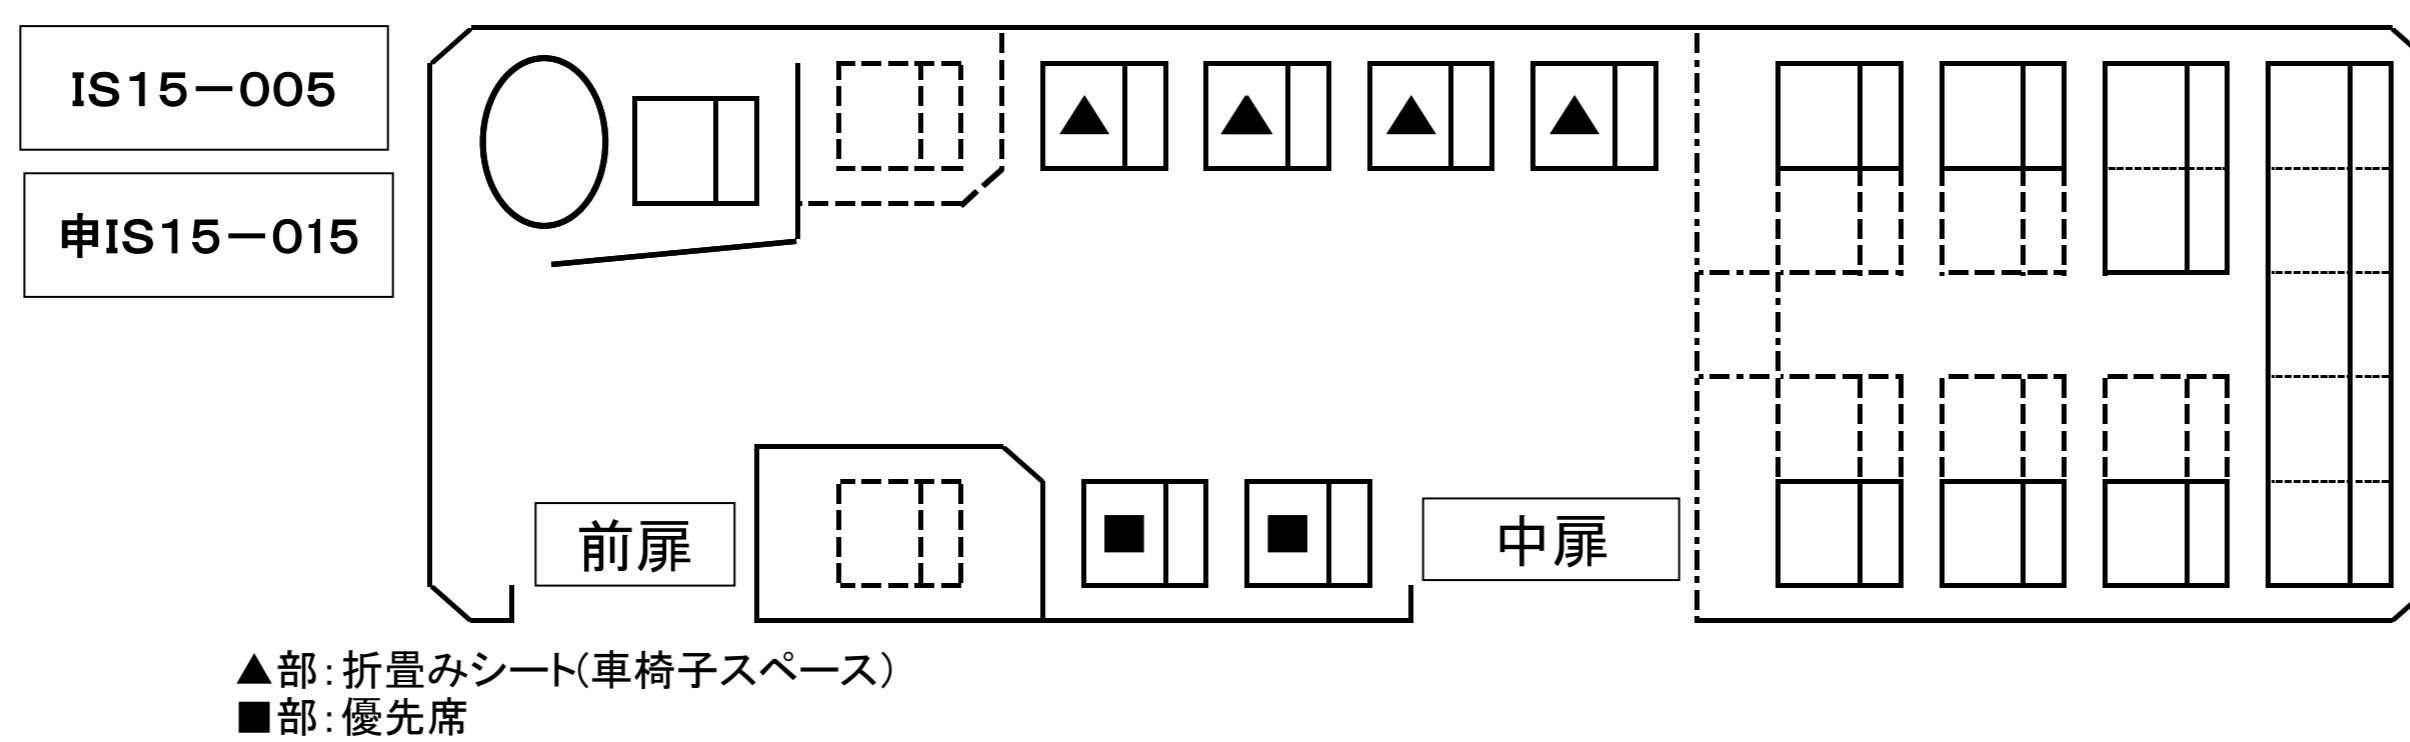 IS15－005
申IS15－015
前扉
中扉
▲部：折畳みシート(車椅子スペース)
■部：優先席